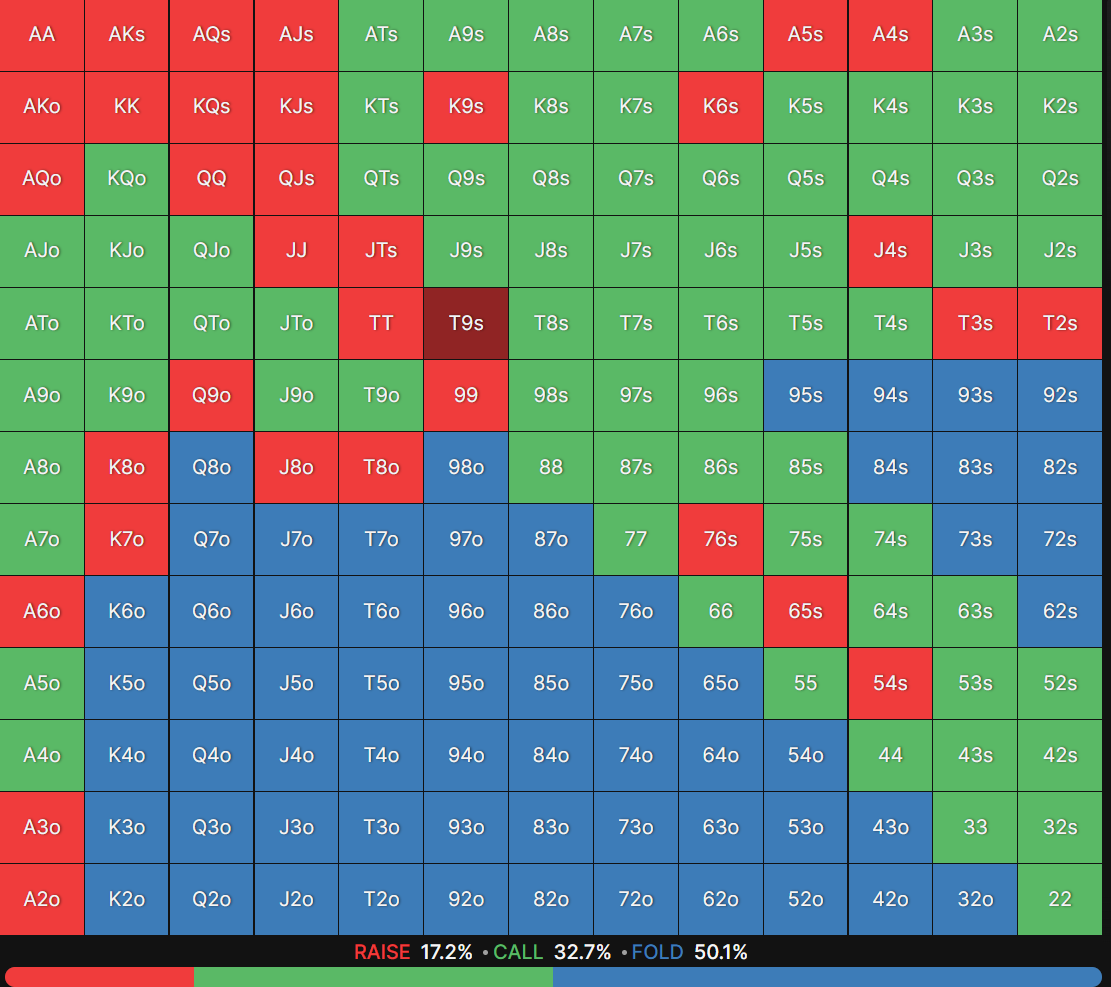 AA AKs AQs AJs ATs A9s A8s A7s A6s A5s A4s A3s A2s
AKo KK KQs KJs KTs K9s K8s K7s K6s K5s K4s K3s K2s
AQo KQo QQ QJs QTs Q9s Q8s Q7s Q6s Q5s Q4s Q3s Q2s
AJo KJo QJo JJ JTs J9s J8s J7s J6s J5s J4s J3s J2s
ATo KTo QTo JTo TT T9s T8s T7s T6s T5s T4s T3s T2s
A9o K9o Q9o J9o T9o 99 98s 97s 96s 95s 94s 93s 92s
A8o K8o Q8o J8o T8o 98o 88 87s 86s 85s 84s 83s 82s
A7o K7o Q7o J7o T7o 97o 87o 77 76s 75s 74s 73s 72s
A6o K6o Q6o J6o T6o 96o 86o 76o 66 65s 64s 63s 62s
A5o K5o Q5o J5o T5o 95o 85o 75o 65o 55 54s 53s 52s
A4o K4o Q4o J4o T4o 94o 84o 74o 64o 54o 44 43s 42s
A3o K3o Q3o J3o T3o 93o 83o 73o 63o 53o 43o 33 32s
A2o K2o Q2o J2o T2o 92o 82o 72o 62o 52o 42o 32o 22
RAISE 17.2% • CALL 32.7% • FOLD 50.1%